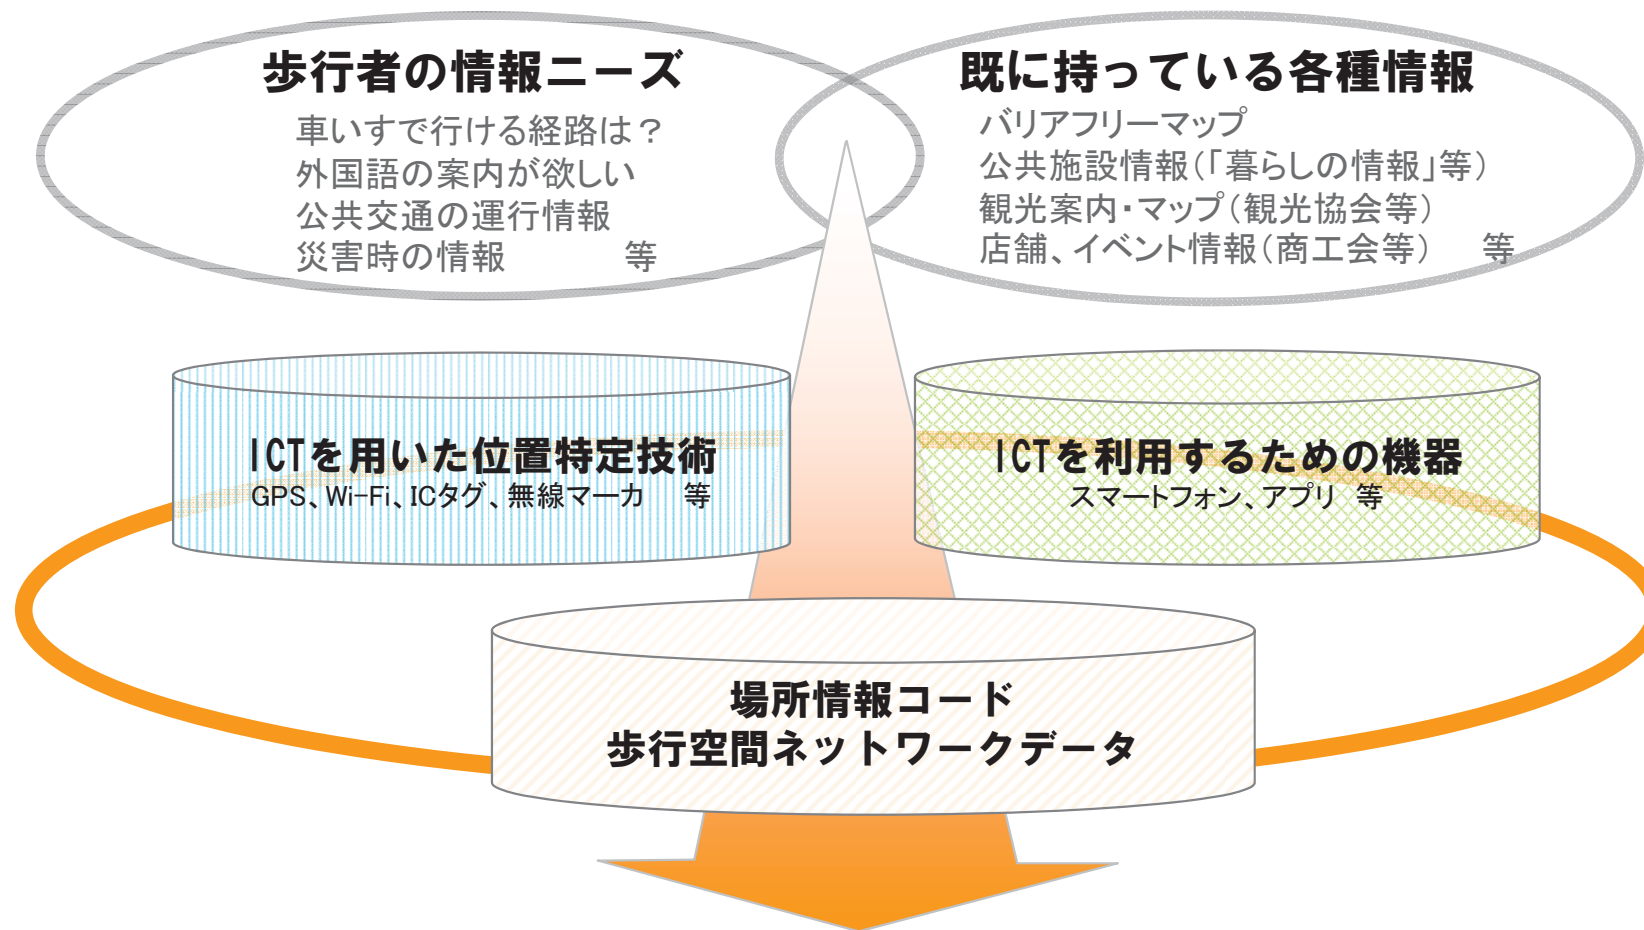 歩行者の情報ニーズ
車いすで行ける経路は？
外国語の案内が欲しい
公共交通の運行情報
災害時の情報　　　等
既に持っている各種情報
バリアフリーマップ
公共施設情報（「暮らしの情報」等）
観光案内・マップ（観光協会等）
店舗、イベント情報（商工会等）　等
ICTを用いた位置特定技術
GPS、Wi-Fi、ICタグ、無線マーカ　等
ICTを利用するための機器
スマートフォン、アプリ　等
場所情報コード
歩行空間ネットワークデータ